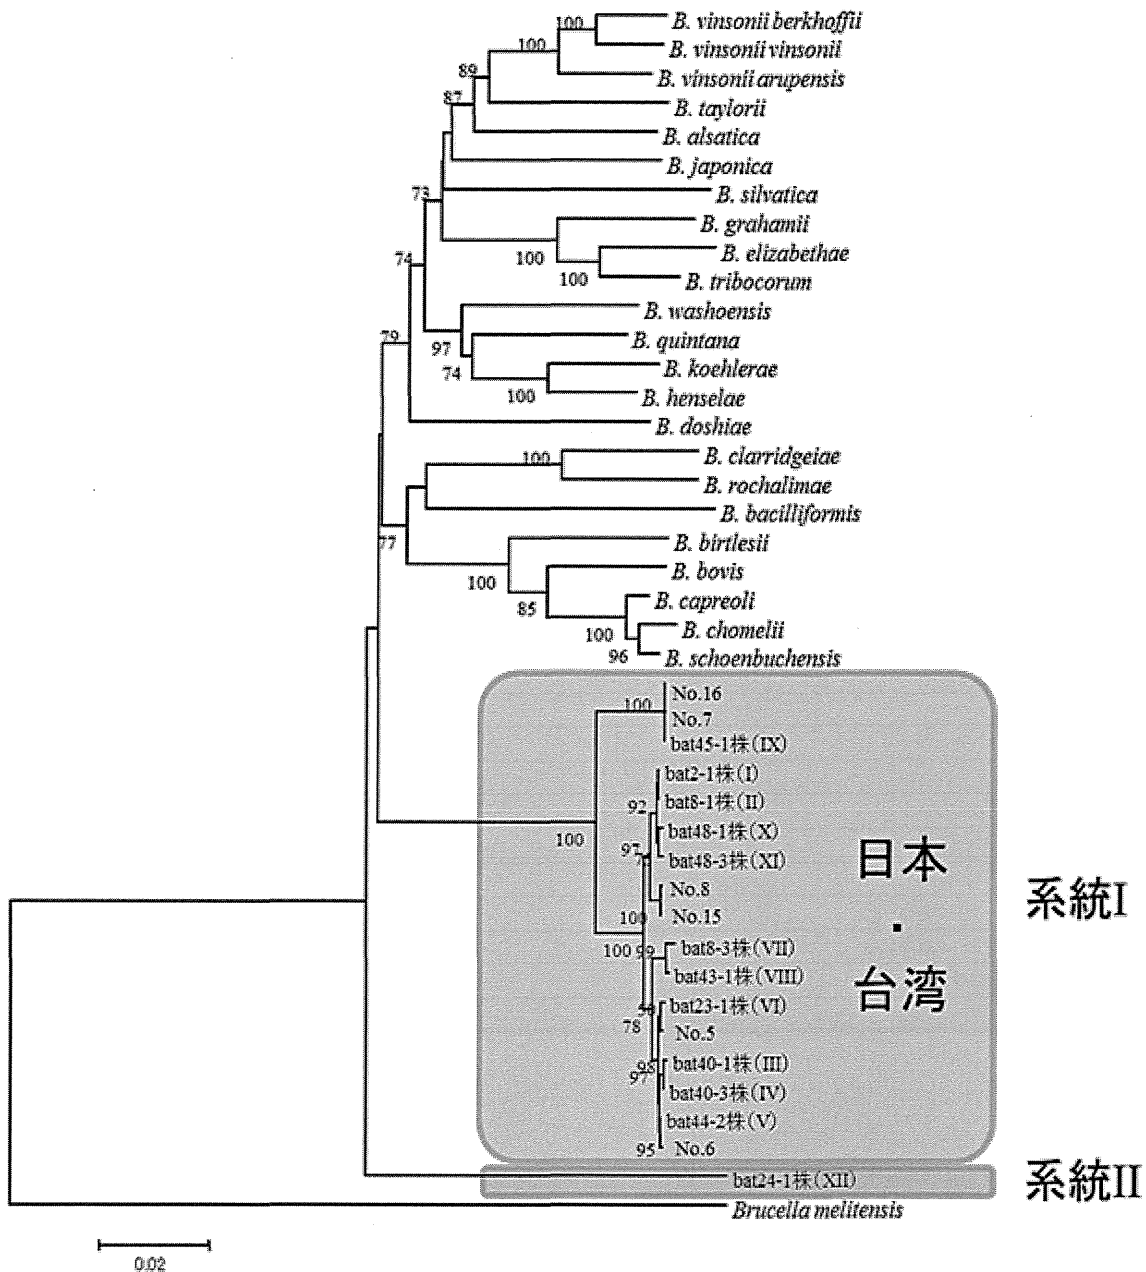 100
B. vinsonii berkhoffii
100
B. vinsonii vinsonii
89
B. vinsonii arupensis
87
B. taylorii
B. alsatica
B. japonica
73
B. silvatica
B. grahamii
100
B. elizabethae
74
100
B. tribocorum
B. washoensis
79
97
B. quintana
74
B. koehlerae
100
B. henselae
B. doshiae
100
B. clarridgeiae
B. rochalimae
B. bacilliformis
77
B. birtlesii
100
B. bovis
85
B. capreoli
100
B. chomelii
96
B. schoenbuchensis
No.16
100
No.7
bat45-1株(IX)
bat2-1株(I)
92
bat8-1株(II)
100
bat48-1株(X)
97
bat48-3株(XI)
No.8
100
No.15
100
99
bat8-3株(VII)
bat43-1株(VIII)
bat23-1株(VI)
78
No.5
98
bat40-1株(III)
97
bat40-3株(IV)
bat44-2株(V)
95
No.6
日本
・
台湾
系統I
bat24-1株(XII)
系統II
Brucella melitensis
0.02